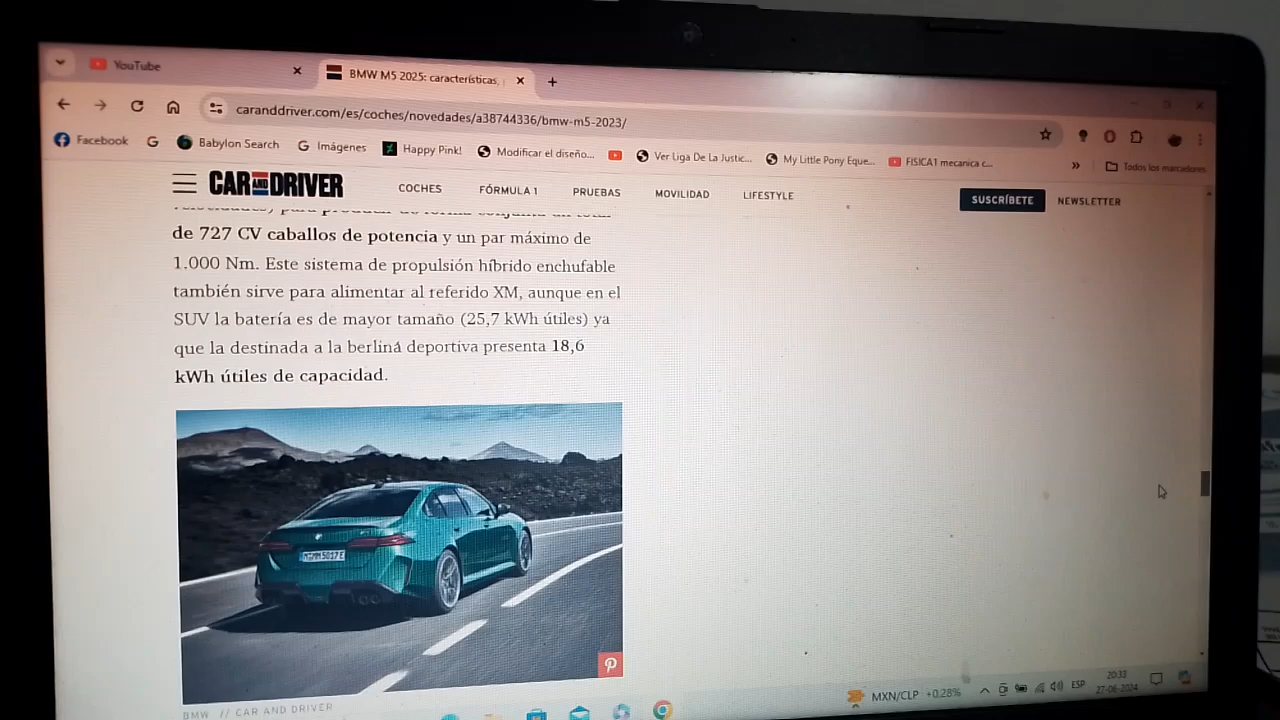 YouTube
BMW M5 2025: características,
caranddriver.com/es/coches/novedades/a38744336/bmw-m5-2023/
Facebook
Babylon Search
Imágenes
Happy Pink!
Modificar el diseño...
Ver Liga De La Justic...
My Little Pony Eque...
FISICA1 mecanica c...
»
Todos los marcadores
CAR AND DRIVER
COCHES
FÓRMULA 1
PRUEBAS
MOVILIDAD
LIFESTYLE
SUSCRÍBETE
NEWSLETTER
de 727 CV caballos de potencia y un par máximo de
1.000 Nm. Este sistema de propulsión híbrido enchufable
también sirve para alimentar al referido XM, aunque en el
SUV la batería es de mayor tamaño (25,7 kWh útiles) ya
que la destinada a la berlina deportiva presenta 18,6
kWh útiles de capacidad.
BMW // CAR AND DRIVER
MXN/CLP +0,28%
ESP
20:33
27-06-2024